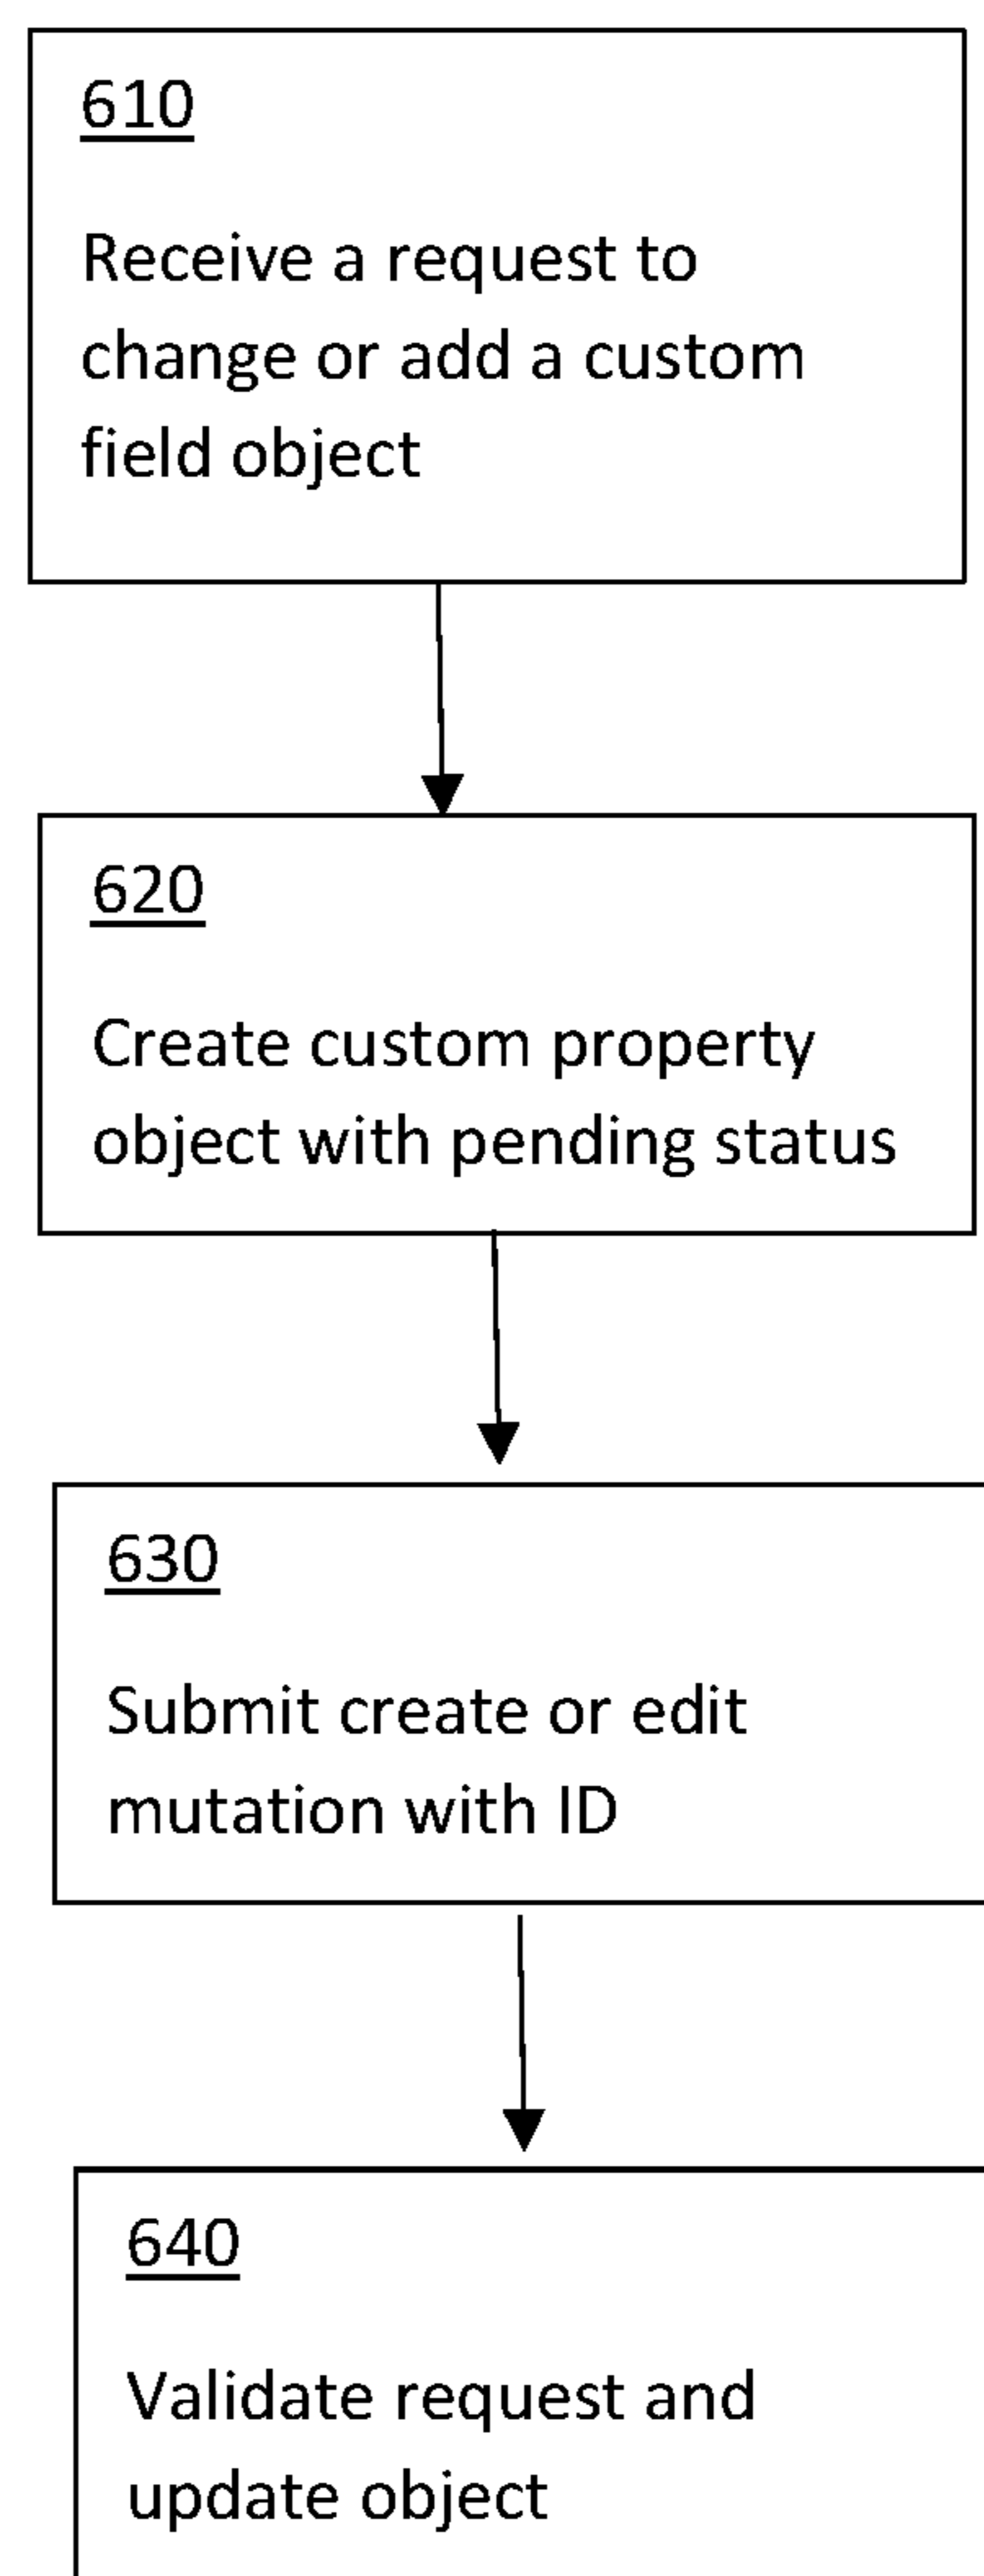 610
Receive a request to
change or add a custom
field object
620
Create custom property
object with pending status
630
Submit create or edit
mutation with ID
640
Validate request and
update object